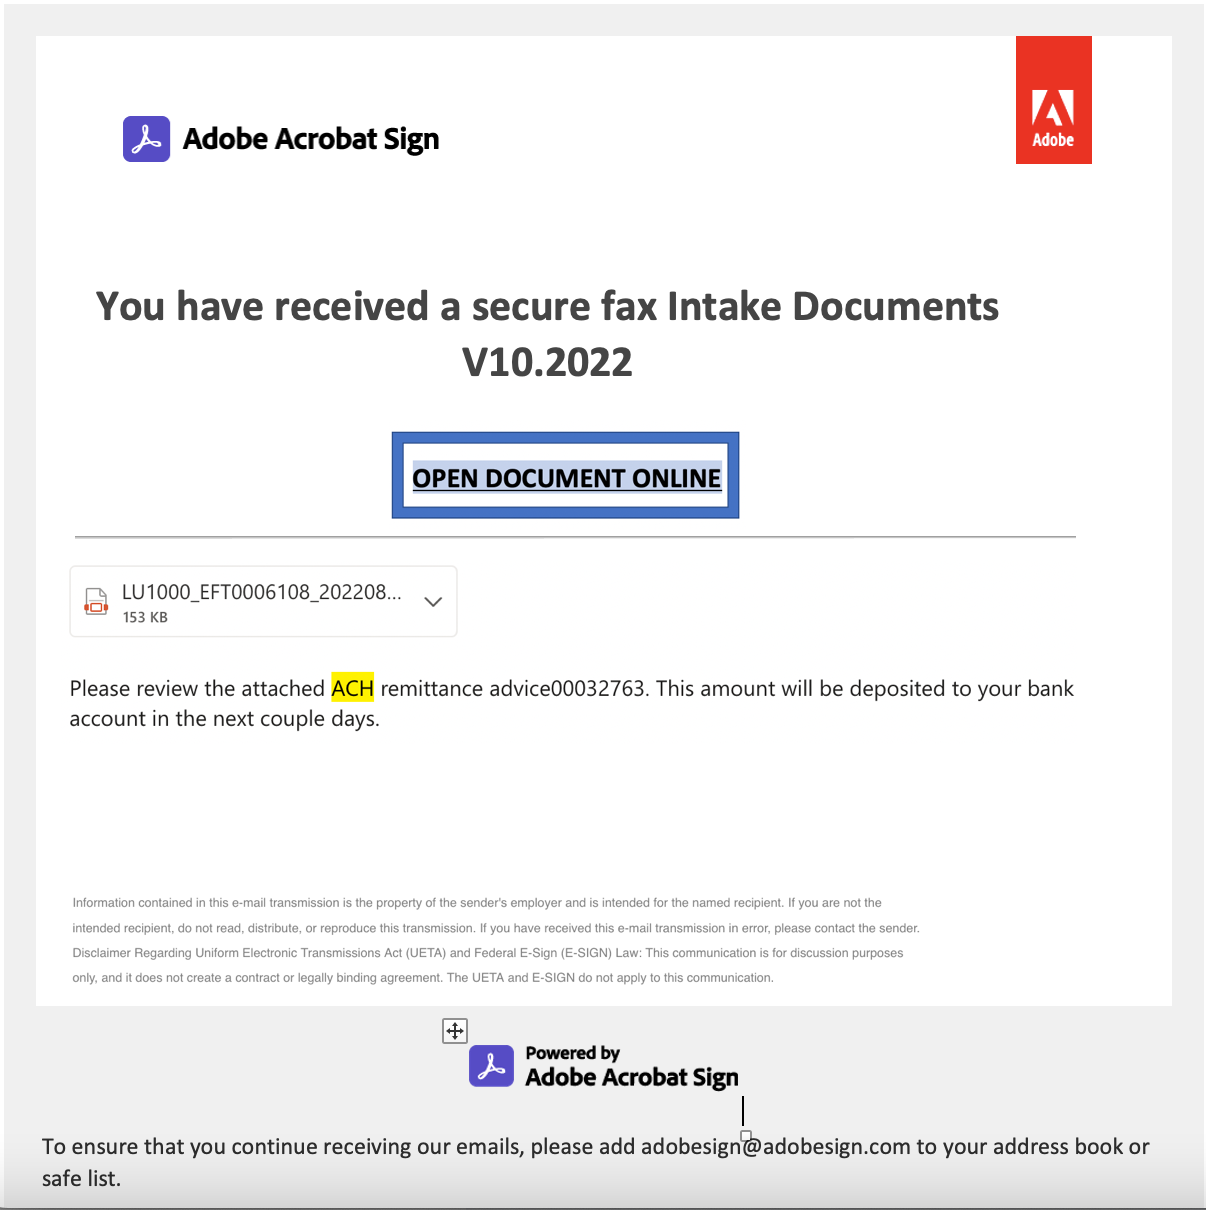 Adobe Acrobat Sign
Adobe
You have received a secure fax Intake Documents
V10.2022
OPEN DOCUMENT ONLINE
LU1000_EFT0006108_202208...
153 KB
Please review the attached ACH remittance advice00032763. This amount will be deposited to your bank
account in the next couple days.
Information contained in this e-mail transmission is the property of the sender's employer and is intended for the named recipient. If you are not the
intended recipient, do not read, distribute, or reproduce this transmission. If you have received this e-mail transmission in error, please contact the sender.
Disclaimer Regarding Uniform Electronic Transmissions Act (UETA) and Federal E-Sign (E-SIGN) Law: This communication is for discussion purposes
only, and it does not create a contract or legally binding agreement. The UETA and E-SIGN do not apply to this communication.
Powered by
Adobe Acrobat Sign
To ensure that you continue receiving our emails, please add adobesign@adobesign.com to your address book or
safe list.